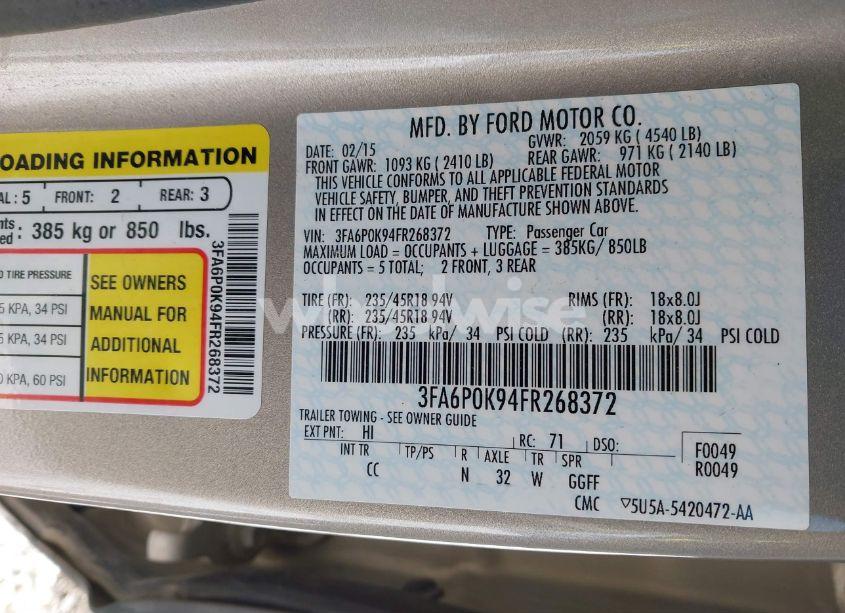 OADING INFORMATION
AL: 5 FRONT: 2 REAR: 3
nts
ed: 385 kg or 850 lbs.
D TIRE PRESSURE
5 KPA, 34 PSI
5 KPA, 34 PSI
0 KPA, 60 PSI
SEE OWNERS
MANUAL FOR
ADDITIONAL
INFORMATION
3FA6P0K94FR268372
MFD. BY FORD MOTOR CO.
DATE: 02/15 GVWR: 2059 KG (4540 LB)
FRONT GAWR: 1093 KG (2410 LB) REAR GAWR: 971 KG (2140 LB)
THIS VEHICLE CONFORMS TO ALL APPLICABLE FEDERAL MOTOR
VEHICLE SAFETY, BUMPER, AND THEFT PREVENTION STANDARDS
IN EFFECT ON THE DATE OF MANUFACTURE SHOWN ABOVE.
VIN: 3FA6P0K94FR268372 TYPE: Passenger Car
MAXIMUM LOAD = OCCUPANTS + LUGGAGE = 385KG/ 850LB
OCCUPANTS = 5 TOTAL; 2 FRONT, 3 REAR
TIRE (FR): 235/45R18 94V RIMS (FR): 18x8.0J
(RR): 235/45R18 94V (RR): 18x8.0J
PRESSURE (FR): 235 kPa/ 34 PSI COLD (RR): 235 kPa/ 34 PSI COLD
3FA6P0K94FR268372
TRAILER TOWING - SEE OWNER GUIDE
EXT PNT: HI RC: 71 DSO: F0049
INT TR TP/PS R AXLE TR SPR R0049
CC N 32 W GGFF
CMC ▽5U5A-5420472-AA
wheelwise